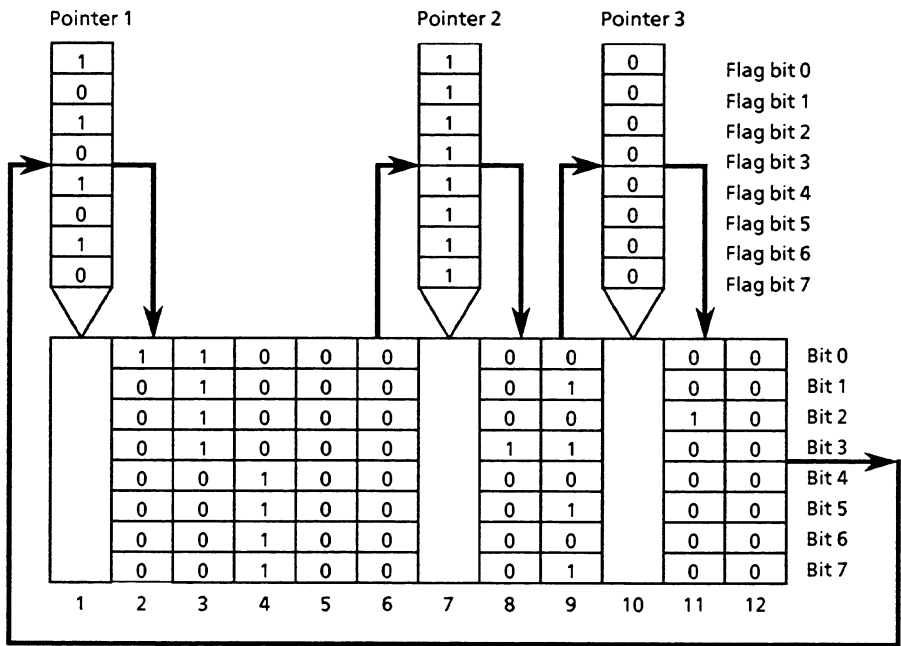 Pointer 1 Pointer 2 Pointer 3
1 1 0 Flag bit 0
0 1 0 Flag bit 1
1 1 0 Flag bit 2
0 1 0 Flag bit 3
1 1 0 Flag bit 4
0 1 0 Flag bit 5
1 1 0 Flag bit 6
0 1 0 Flag bit 7
1 1 0 0 0 0 0 0 0 Bit 0
0 1 0 0 0 0 1 0 0 Bit 1
0 1 0 0 0 0 0 1 0 Bit 2
0 1 0 0 0 1 1 0 0 Bit 3
0 0 1 0 0 0 0 0 0 Bit 4
0 0 1 0 0 0 1 0 0 Bit 5
0 0 1 0 0 0 0 0 0 Bit 6
0 0 1 0 0 0 1 0 0 Bit 7
1 2 3 4 5 6 7 8 9 10 11 12